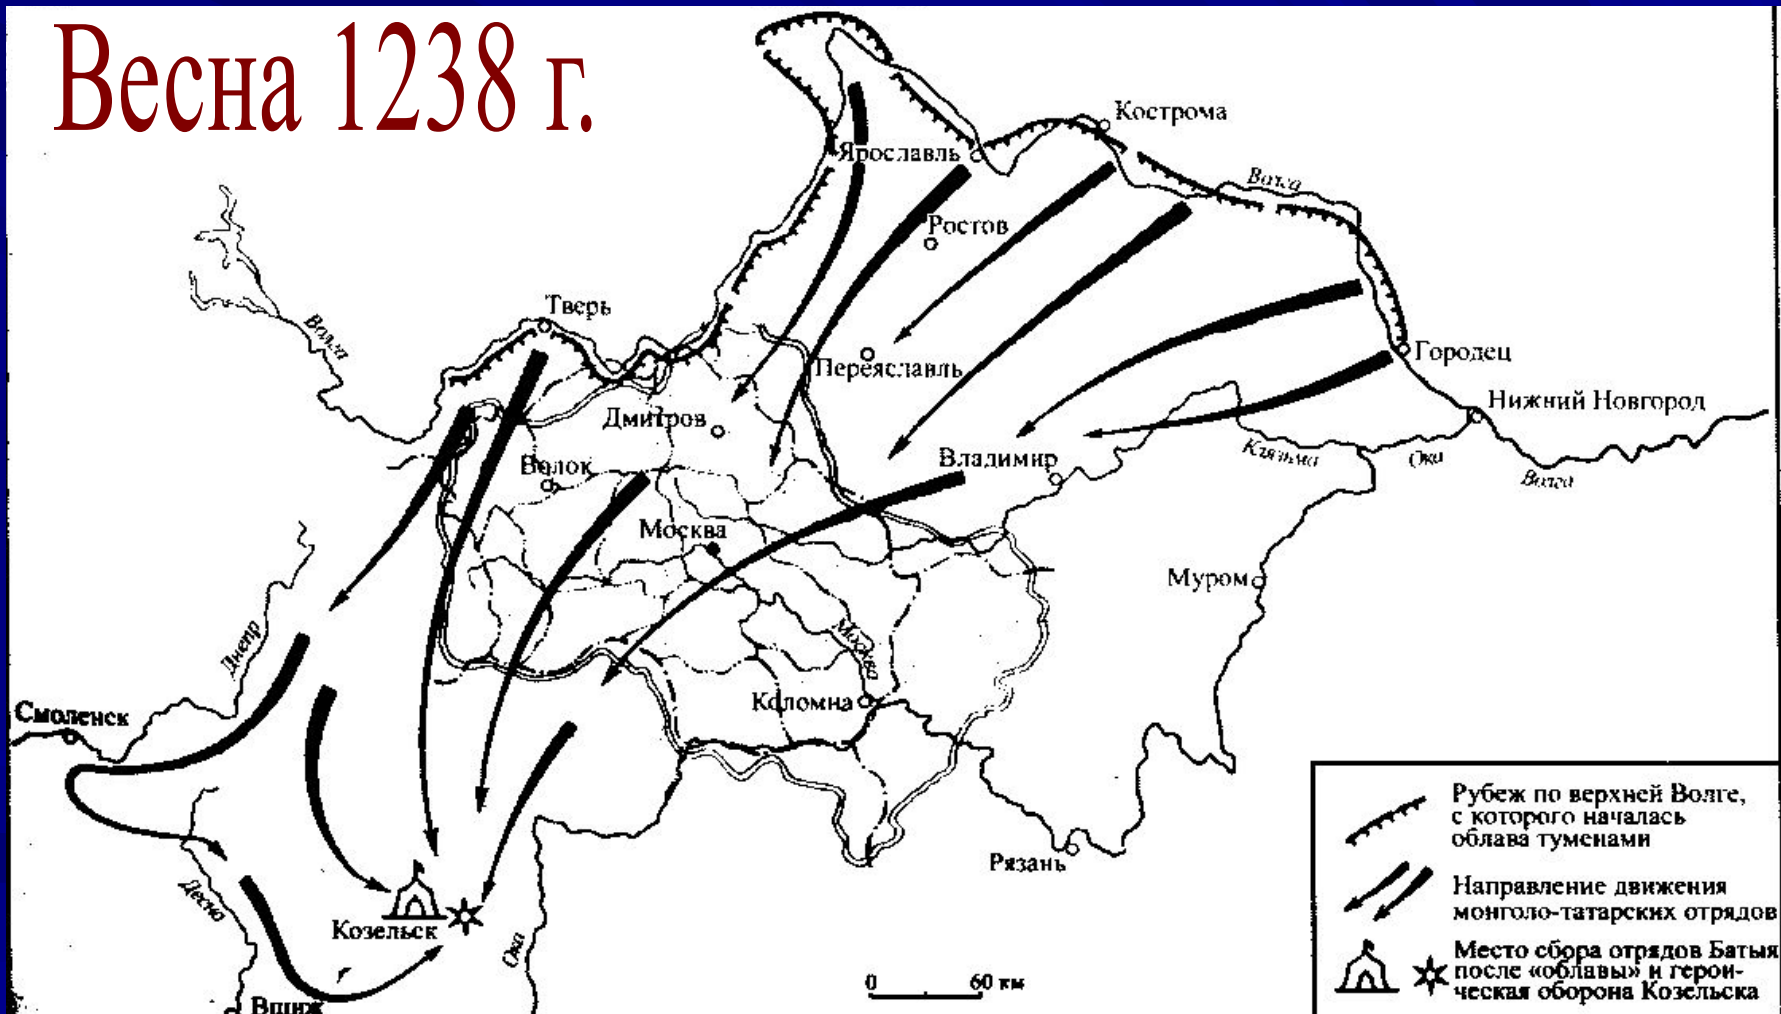 Весна 1238 г.
Кострома
Ярославль
Волга
Ростов
Тверь
Волга
Переяславль
Городец
Нижний Новгород
Дмитров
Волок
Владимир
Клязьма
Ока
Волга
Москва
Муром
Днепр
Москва
Смоленск
Коломна
Рязань
Десна
Козельск
Ока
Вщиж
0 60 км
Рубеж по верхней Волге,
с которого началась
облава туменами
Направление движения
монголо-татарских отрядов
Место сбора отрядов Батыя
после «облавы» и герои-
ческая оборона Козельска